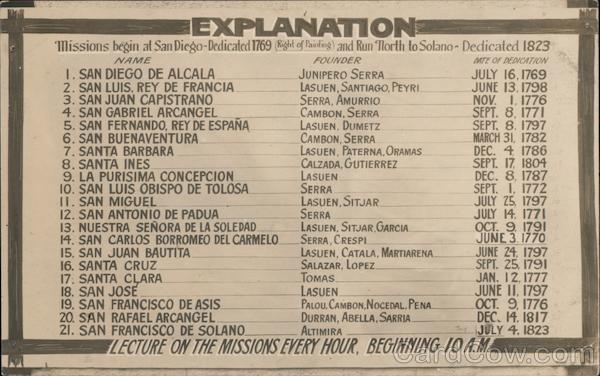 EXPLANATION
Missions begin at San Diego-Dedicated 1769 (Right of Painting) and Run North to Solano- Dedicated 1823
NAME FOUNDER DATE OF DEDICATION
1. SAN DIEGO DE ALCALA JUNIPERO SERRA JULY 16, 1769
2. SAN LUIS, REY DE FRANCIA LASUEN, SANTIAGO, PEYRI JUNE 13, 1798
3. SAN JUAN CAPISTRANO SERRA, AMURRIO NOV. 1, 1776
4. SAN GABRIEL ARCANGEL CAMBON, SERRA SEPT. 8, 1771
5. SAN FERNANDO, REY DE ESPAÑA LASUEN, DUMETZ SEPT. 8, 1797
6. SAN BUENAVENTURA CAMBON, SERRA MARCH 31, 1782
7. SANTA BARBARA LASUEN, PATERNA, ORAMAS DEC. 4, 1786
8. SANTA INES CALZADA, GUTIERREZ SEPT. 17, 1804
9. LA PURISIMA CONCEPCION LASUEN DEC. 8, 1787
10. SAN LUIS OBISPO DE TOLOSA SERRA SEPT. 1, 1772
11. SAN MIGUEL LASUEN, SITJAR JULY 25, 1797
12. SAN ANTONIO DE PADUA SERRA JULY 14, 1771
13. NUESTRA SEÑORA DE LA SOLEDAD LASUEN, SITJAR, GARCIA OCT. 9, 1791
14. SAN CARLOS BORROMEO DEL CARMELO SERRA, CRESPI JUNE 3, 1770
15. SAN JUAN BAUTITA LASUEN, CATALA, MARTIARENA JUNE 24, 1797
16. SANTA CRUZ SALAZAR, LOPEZ SEPT. 25, 1791
17. SANTA CLARA TOMAS JAN. 12, 1777
18. SAN JOSÉ LASUEN JUNE 11, 1797
19. SAN FRANCISCO DE ASIS PALOU, CAMBON, NOCEDAL, PENA OCT. 9, 1776
20. SAN RAFAEL ARCANGEL DURRAN, ABELLA, SARRIA DEC. 14, 1817
21. SAN FRANCISCO DE SOLANO ALTIMIRA JULY 4, 1823
LECTURE ON THE MISSIONS EVERY HOUR, BEGINNING 10 A.M.
CardCow.com